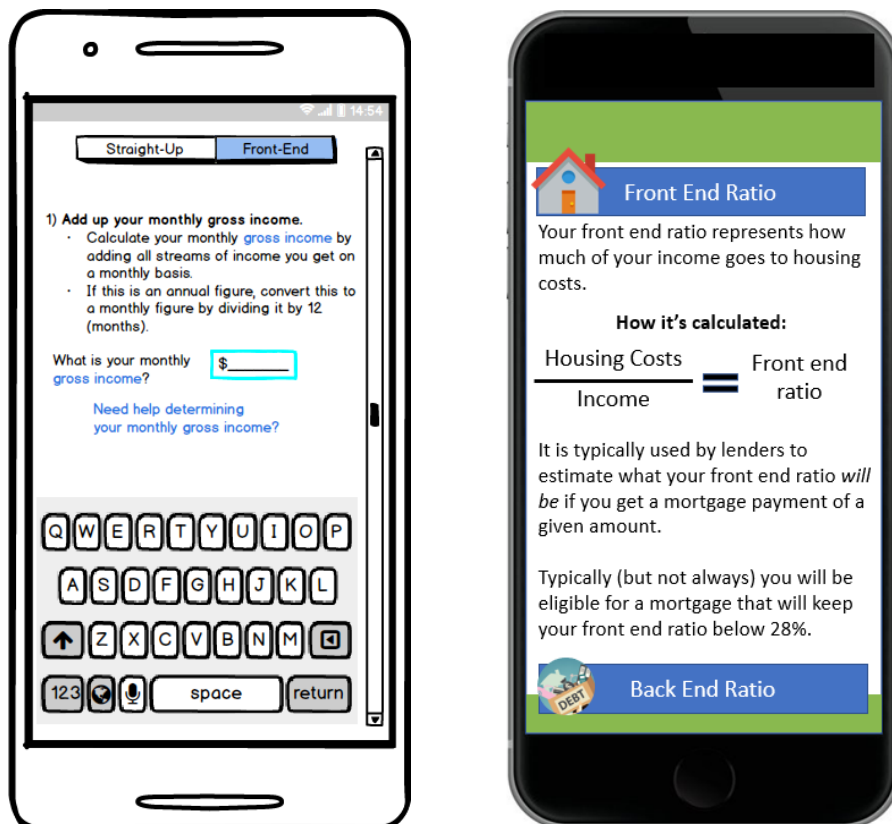 14:54
Straight-Up Front-End
1) Add up your monthly gross income.
· Calculate your monthly gross income by
adding all streams of income you get on
a monthly basis.
· If this is an annual figure, convert this to
a monthly figure by dividing it by 12
(months).
What is your monthly
gross income?
$_______
Need help determining
your monthly gross income?
Q W E R T Y U I O P
A S D F G H J K L
Z X C V B N M
123 space return
Front End Ratio
Your front end ratio represents how
much of your income goes to housing
costs.
How it's calculated:
Housing Costs
Income
=
Front end
ratio
It is typically used by lenders to
estimate what your front end ratio will
be if you get a mortgage payment of a
given amount.
Typically (but not always) you will be
eligible for a mortgage that will keep
your front end ratio below 28%.
DEBT
Back End Ratio